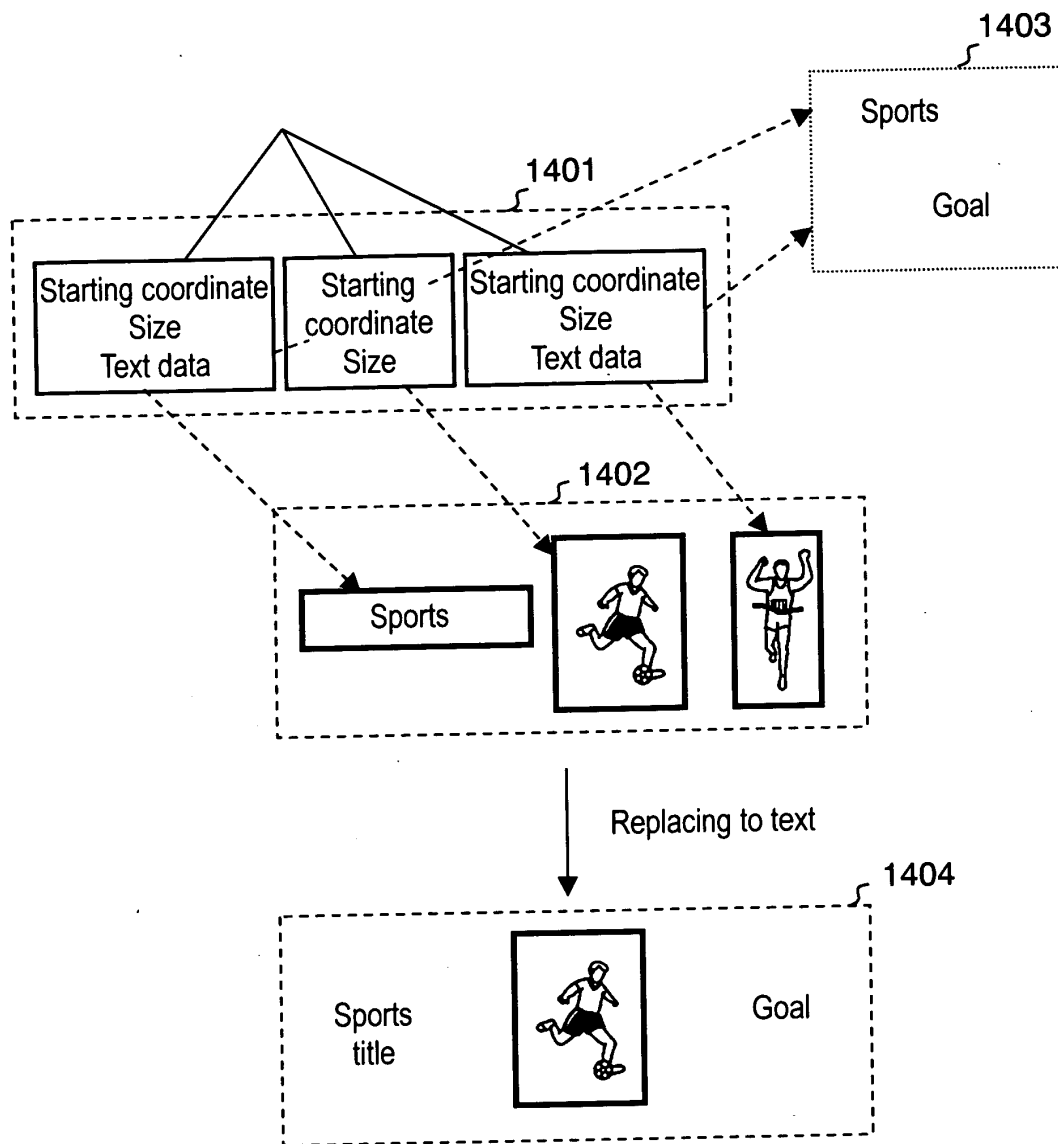 1403
Sports
Goal
1401
Starting coordinate
Size
Text data
Starting
coordinate
Size
Starting coordinate
Size
Text data
1402
Sports
Replacing to text
1404
Sports
title
Goal